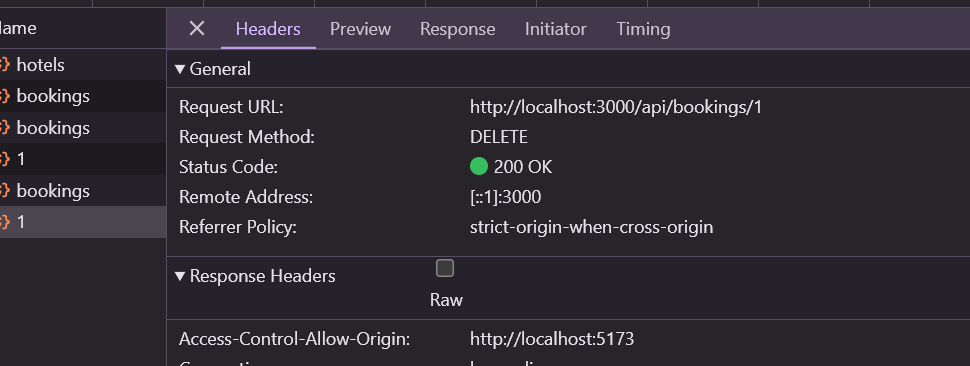 Name
Headers Preview Response Initiator Timing
hotels
bookings
bookings
1
bookings
1
General
Request URL: http://localhost:3000/api/bookings/1
Request Method: DELETE
Status Code: 200 OK
Remote Address: [::1]:3000
Referrer Policy: strict-origin-when-cross-origin
Response Headers
Raw
Access-Control-Allow-Origin: http://localhost:5173